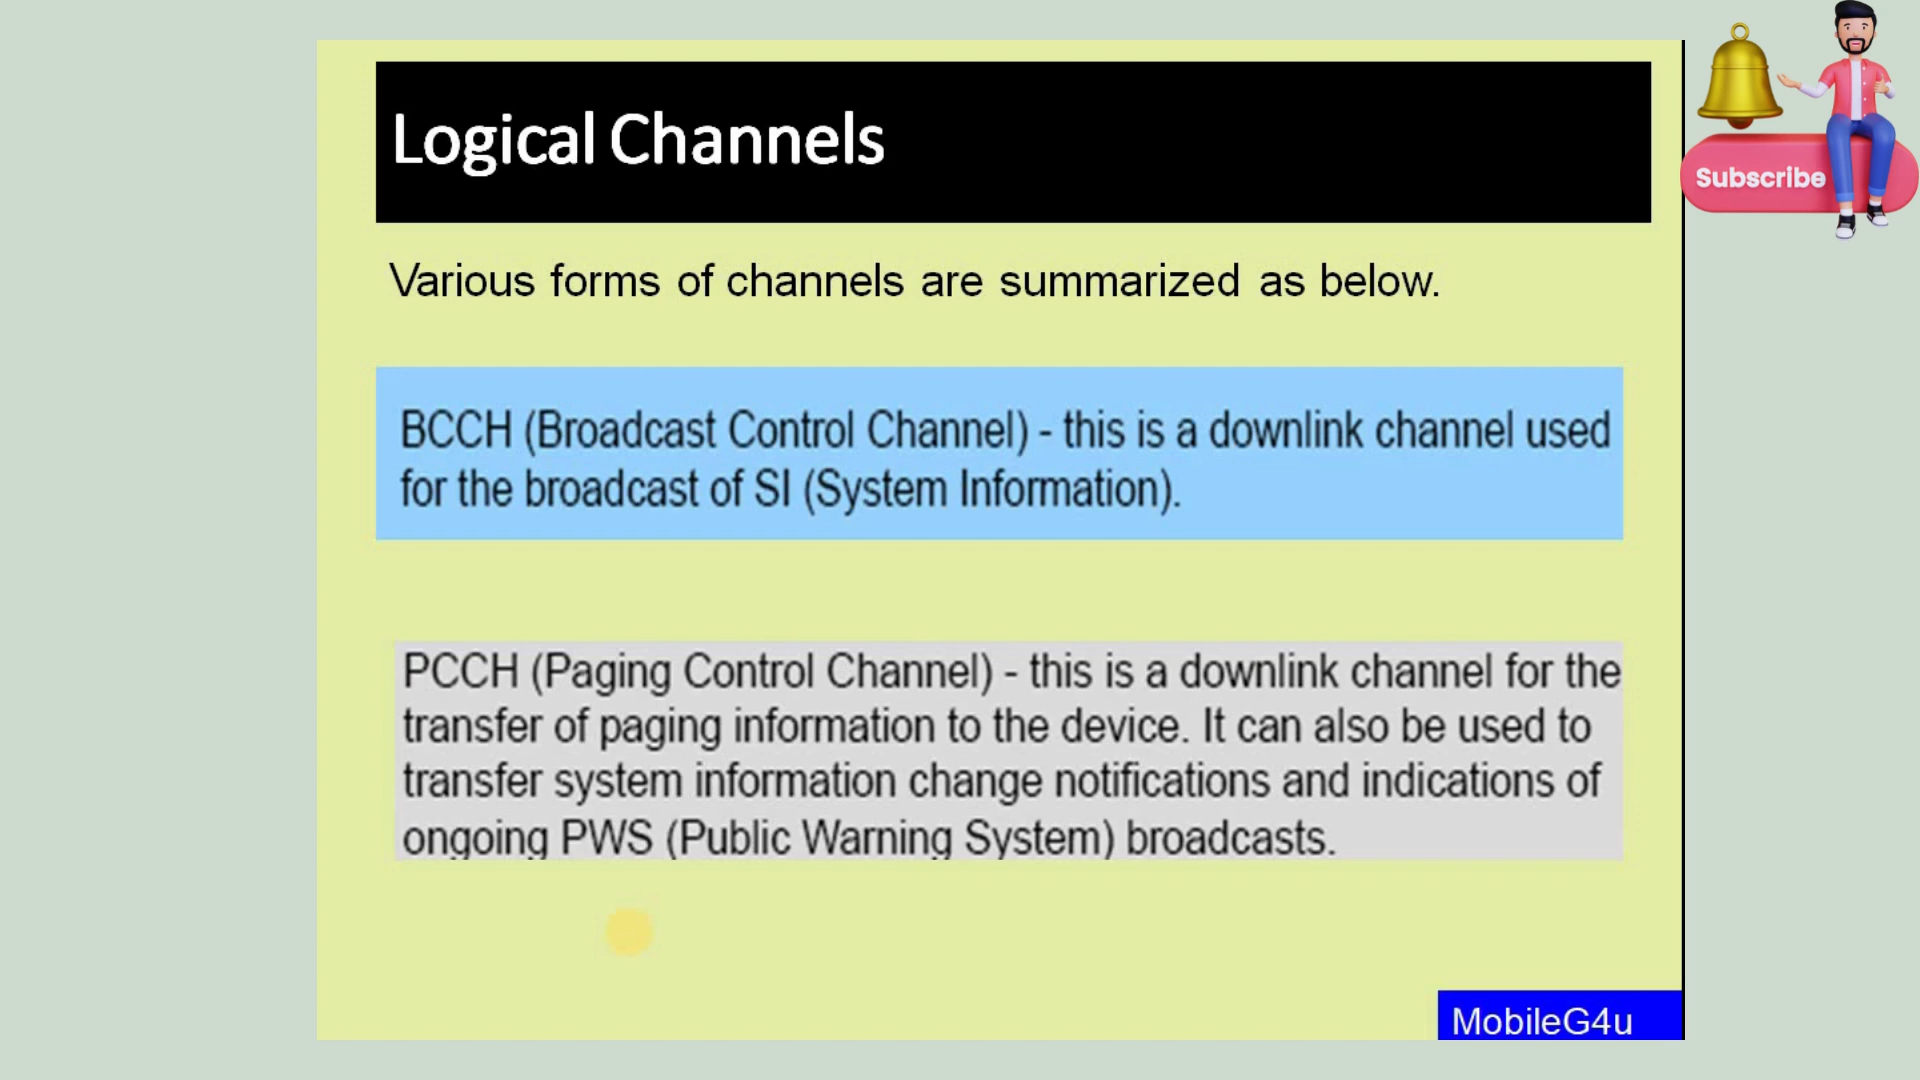 Logical Channels
Subscribe
Various forms of channels are summarized as below.
BCCH (Broadcast Control Channel) - this is a downlink channel used
for the broadcast of SI (System Information).
PCCH (Paging Control Channel) - this is a downlink channel for the
transfer of paging information to the device. It can also be used to
transfer system information change notifications and indications of
ongoing PWS (Public Warning System) broadcasts.
MobileG4u